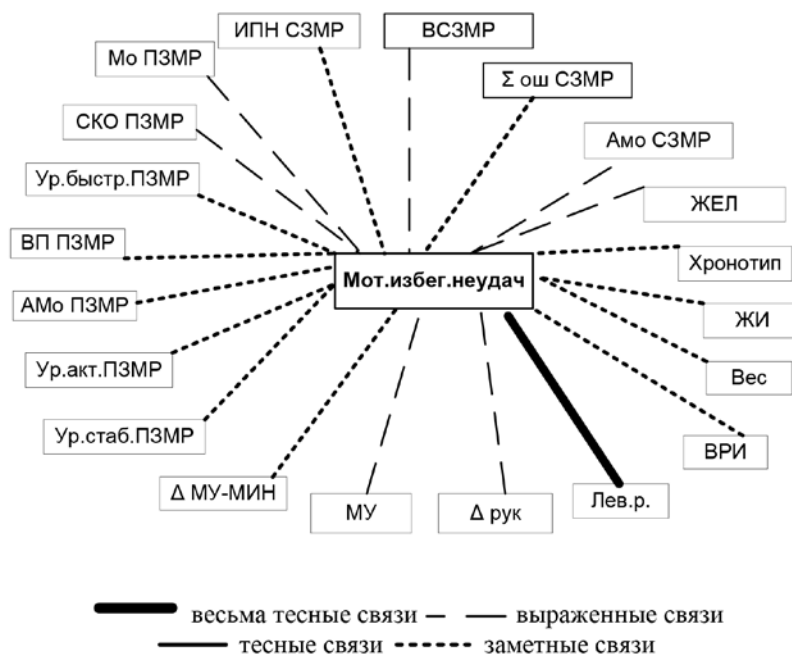 ИПН СЗМР
ВСЗМР
Мо ПЗМР
Σ ош СЗМР
СКО ПЗМР
Амо СЗМР
Ур.быстр.ПЗМР
ЖЕЛ
ВП ПЗМР
Хронотип
Мот.избег.неудач
АМо ПЗМР
ЖИ
Ур.акт.ПЗМР
Вес
Ур.стаб.ПЗМР
ВРИ
Δ МУ-МИН
МУ
Δ рук
Лев.р.
весьма тесные связи
выраженные связи
тесные связи
заметные связи